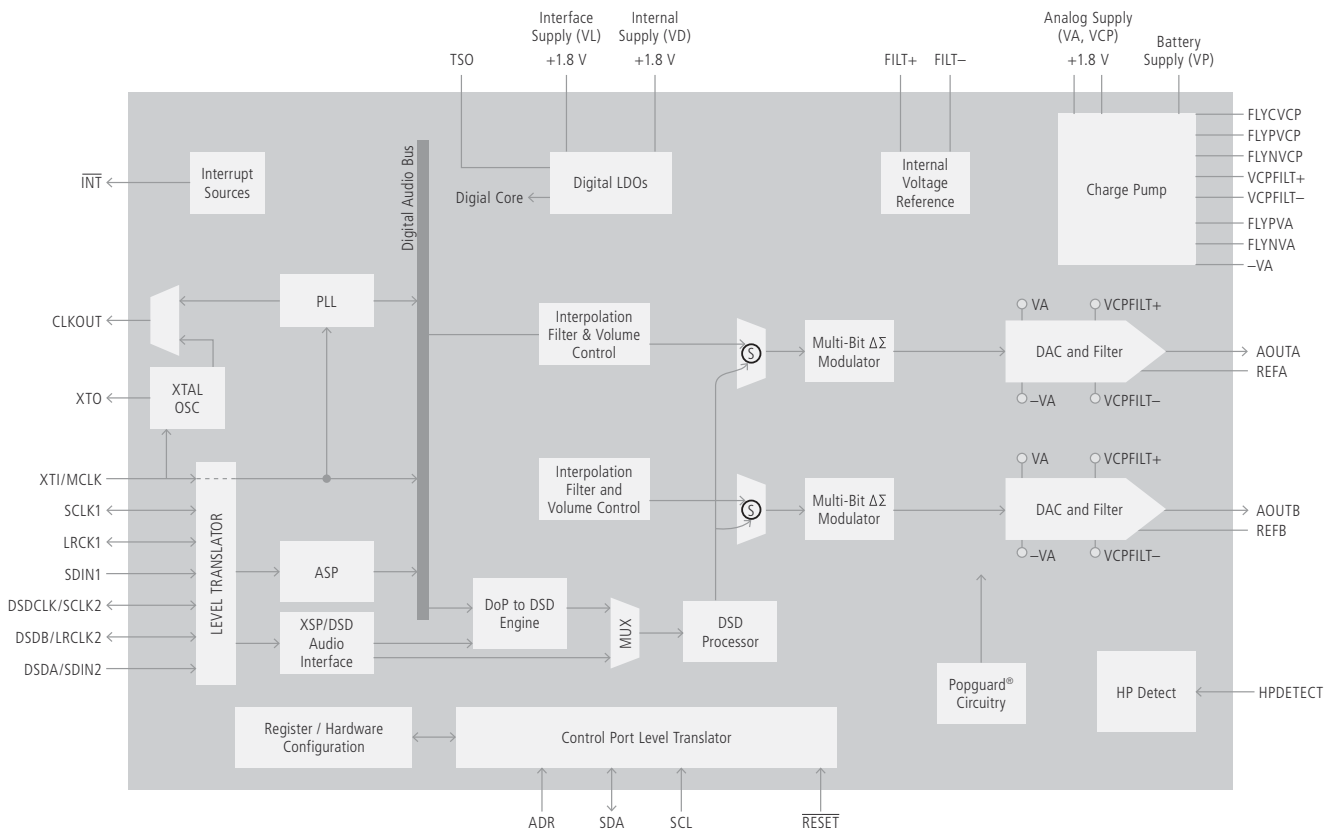 Interface
Supply (VL)
+1.8 V
Internal
Supply (VD)
+1.8 V
Analog Supply
(VA, VCP)
+1.8 V
Battery
Supply (VP)
TSO
FILT+
FILT–
FLYCVCP
FLYPVCP
FLYNVCP
VCPFILT+
VCPFILT–
FLYPVA
FLYNVA
–VA
Charge Pump
INT
Interrupt
Sources
Digital Audio Bus
Digital LDOs
Digial Core
Internal
Voltage
Reference
CLKOUT
PLL
XTO
XTAL
OSC
Interpolation
Filter & Volume
Control
S
Multi-Bit ΔΣ
Modulator
VA
VCPFILT+
DAC and Filter
–VA
VCPFILT–
AOUTA
REFA
XTI/MCLK
SCLK1
LRCK1
SDIN1
DSDCLK/SCLK2
DSDB/LRCLK2
DSDA/SDIN2
LEVEL TRANSLATOR
Interpolation
Filter and
Volume Control
S
Multi-Bit ΔΣ
Modulator
VA
VCPFILT+
DAC and Filter
–VA
VCPFILT–
AOUTB
REFB
ASP
XSP/DSD
Audio
Interface
DoP to DSD
Engine
MUX
DSD
Processor
Popguard®
Circuitry
HP Detect
HPDETECT
Register / Hardware
Configuration
Control Port Level Translator
ADR
SDA
SCL
RESET